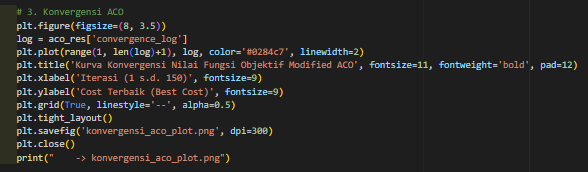 # 3. Konvergensi ACO
plt.figure(figsize=(8, 3.5))
log = aco_res['convergence_log']
plt.plot(range(1, len(log)+1), log, color='#0284c7', linewidth=2)
plt.title('Kurva Konvergensi Nilai Fungsi Objektif Modified ACO', fontsize=11, fontweight='bold', pad=12)
plt.xlabel('Iterasi (1 s.d. 150)', fontsize=9)
plt.ylabel('Cost Terbaik (Best Cost)', fontsize=9)
plt.grid(True, linestyle='--', alpha=0.5)
plt.tight_layout()
plt.savefig('konvergensi_aco_plot.png', dpi=300)
plt.close()
print("    -> konvergensi_aco_plot.png")